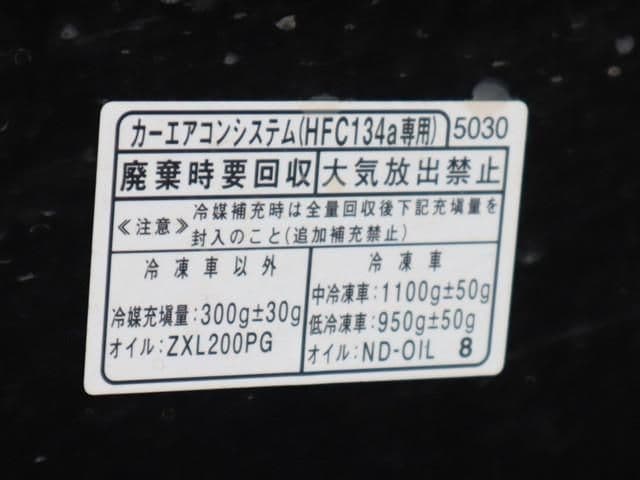 カーエアコンシステム(HFC134a専用) 5030
廃棄時要回収 大気放出禁止
≪注意≫ 冷媒補充時は全量回収後下記充填量を
封入のこと(追加補充禁止)
冷凍車以外
冷媒充填量:300g±30g
オイル:ZXL200PG
冷凍車
中冷凍車:1100g±50g
低冷凍車:950g±50g
オイル:ND-OIL 8